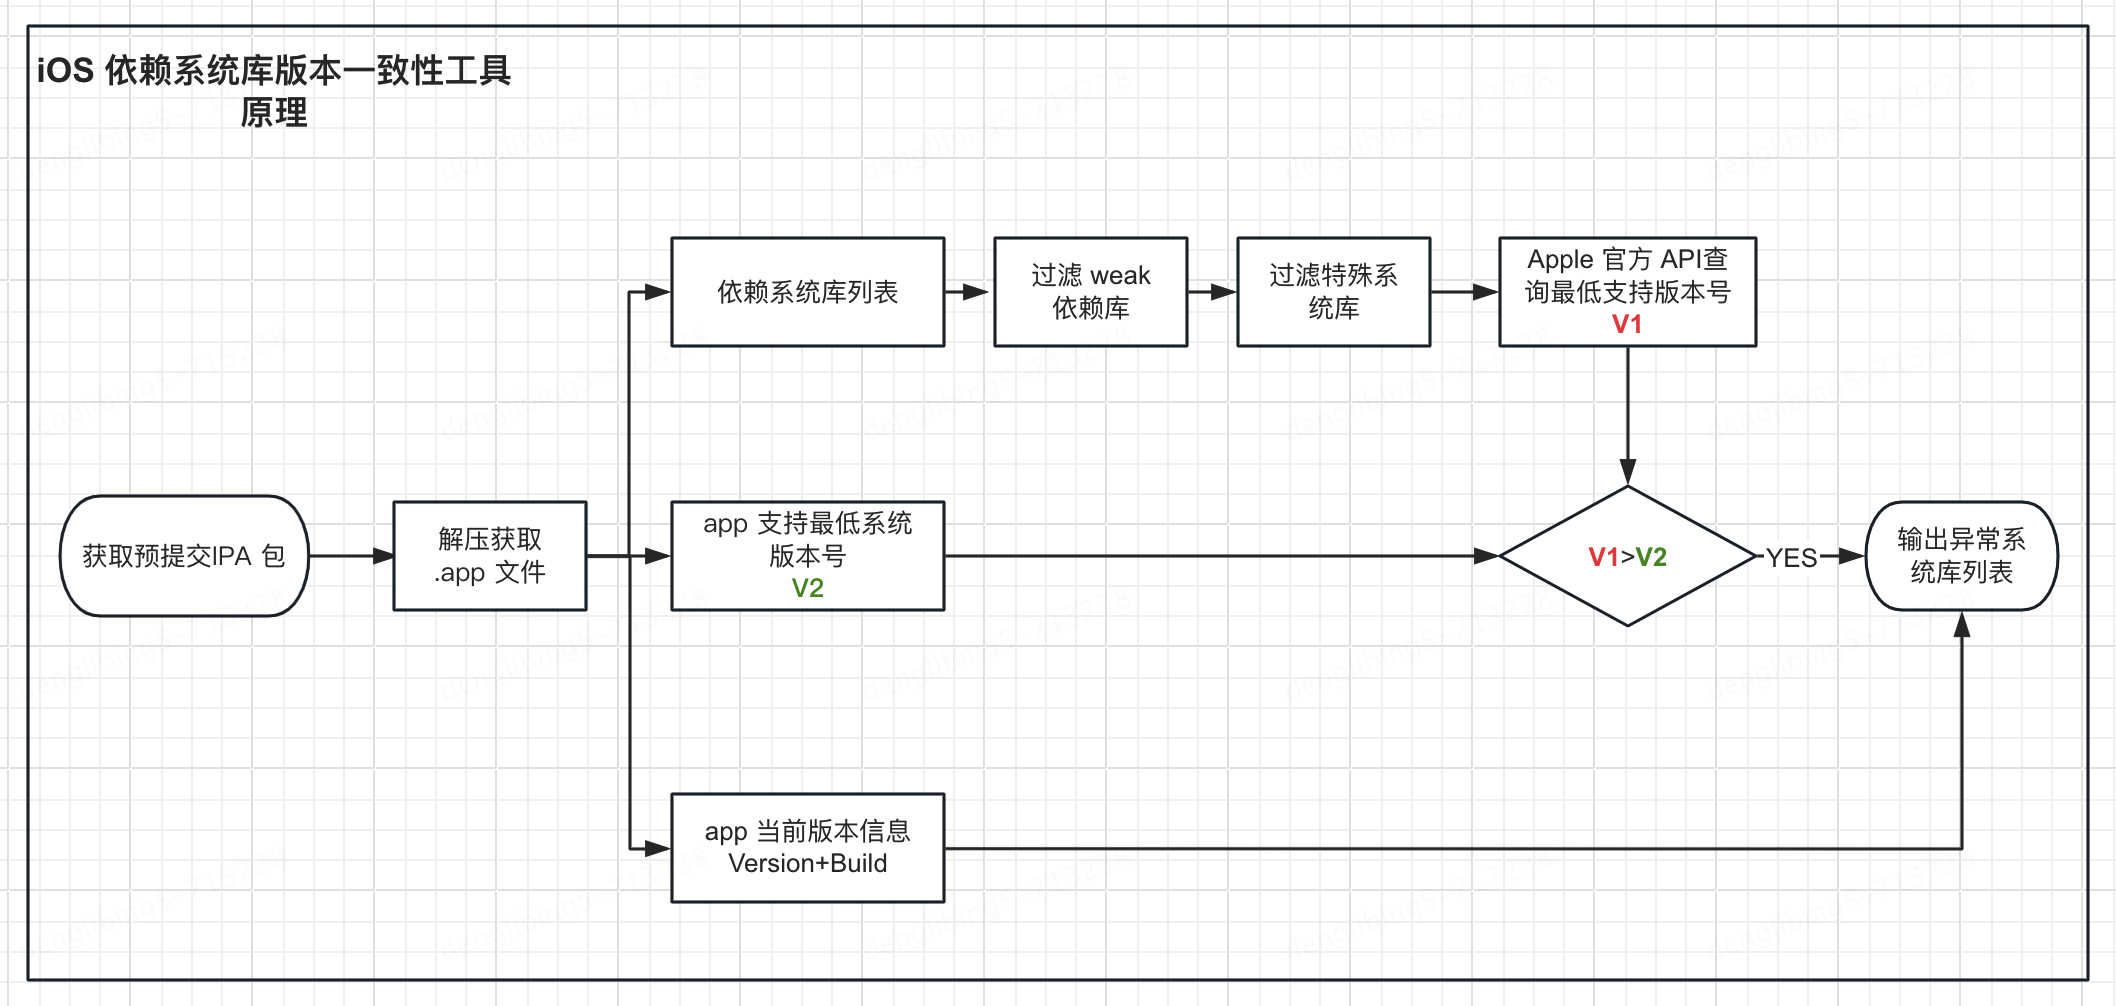 iOS 依赖系统库版本一致性工具
原理
依赖系统库列表
过滤 weak
依赖库
过滤特殊系
统库
Apple 官方 API查
询最低支持版本号
V1
获取预提交IPA 包
解压获取
.app 文件
app 支持最低系统
版本号
V2
V1>V2
YES
输出异常系
统库列表
app 当前版本信息
Version+Build